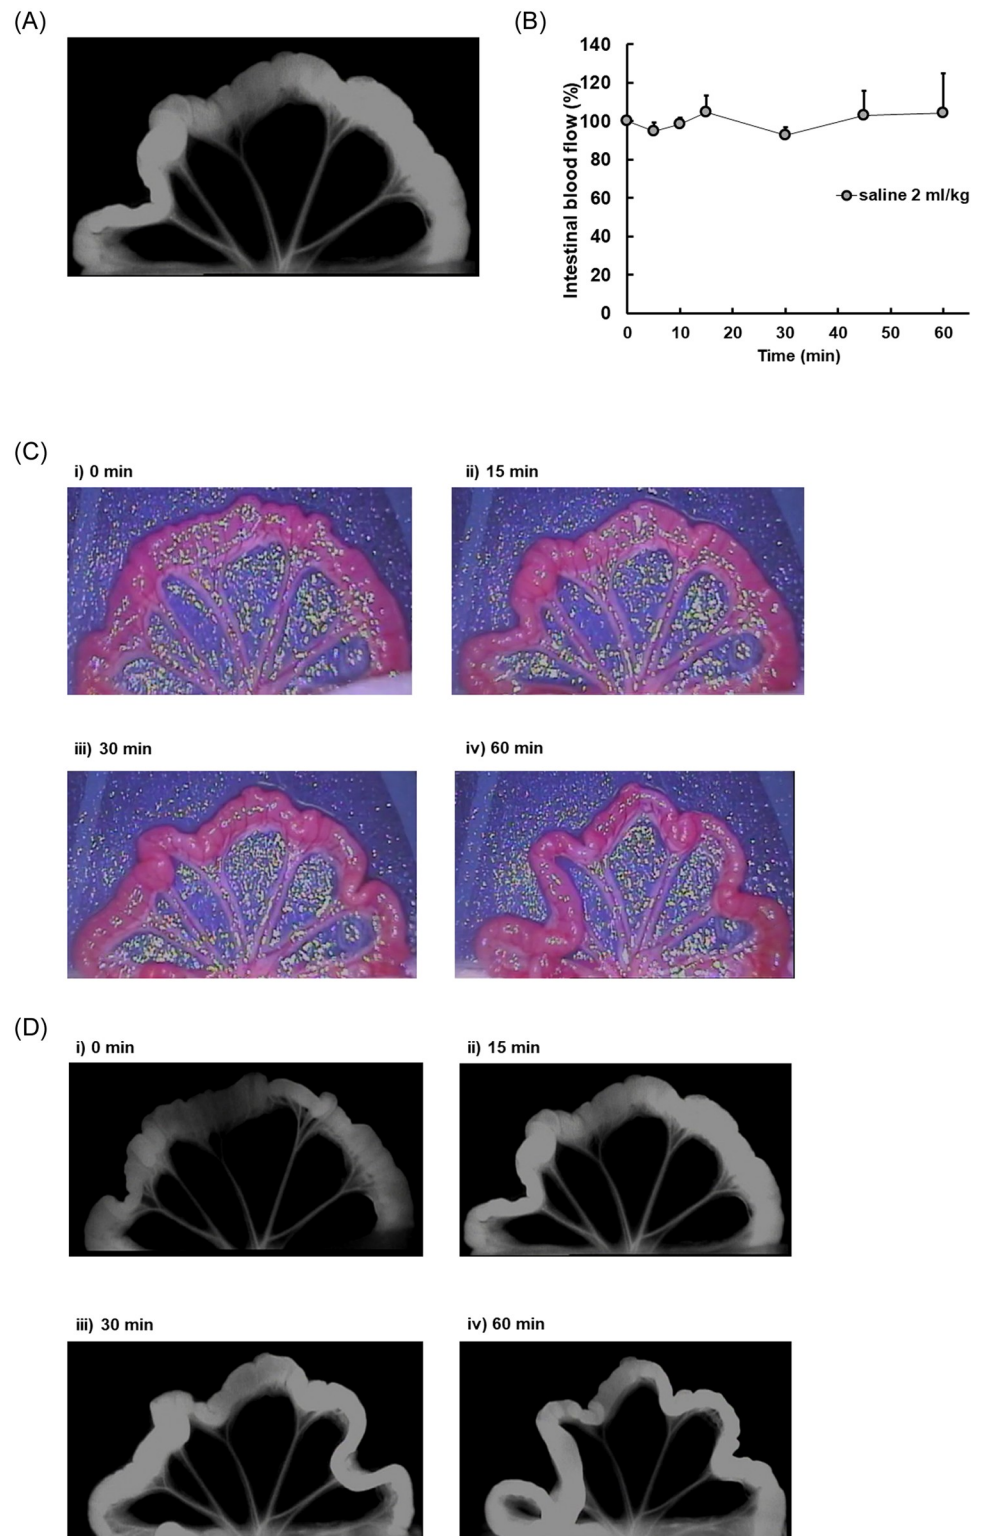 (A)
(B)
140
120
100
80
60
40
20
0
Intestinal blood flow (%)
saline 2 ml/kg
0 10 20 30 40 50 60
Time (min)
(C)
i) 0 min
ii) 15 min
iii) 30 min
iv) 60 min
(D)
i) 0 min
ii) 15 min
iii) 30 min
iv) 60 min